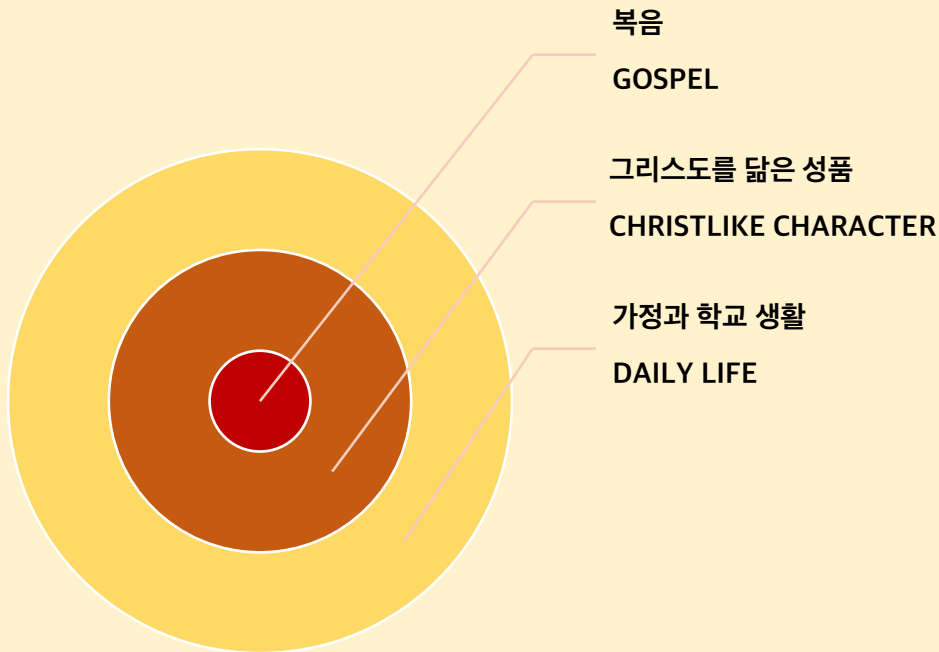 복음
GOSPEL
그리스도를 닮은 성품
CHRISTLIKE CHARACTER
가정과 학교 생활
DAILY LIFE